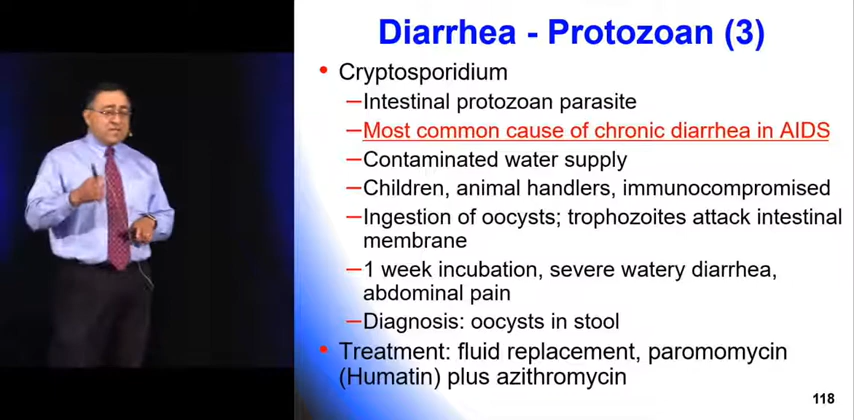 Diarrhea - Protozoan (3)
• Cryptosporidium
–Intestinal protozoan parasite
–Most common cause of chronic diarrhea in AIDS
–Contaminated water supply
–Children, animal handlers, immunocompromised
–Ingestion of oocysts; trophozoites attack intestinal
membrane
–1 week incubation, severe watery diarrhea,
abdominal pain
–Diagnosis: oocysts in stool
• Treatment: fluid replacement, paromomycin
(Humatin) plus azithromycin
118